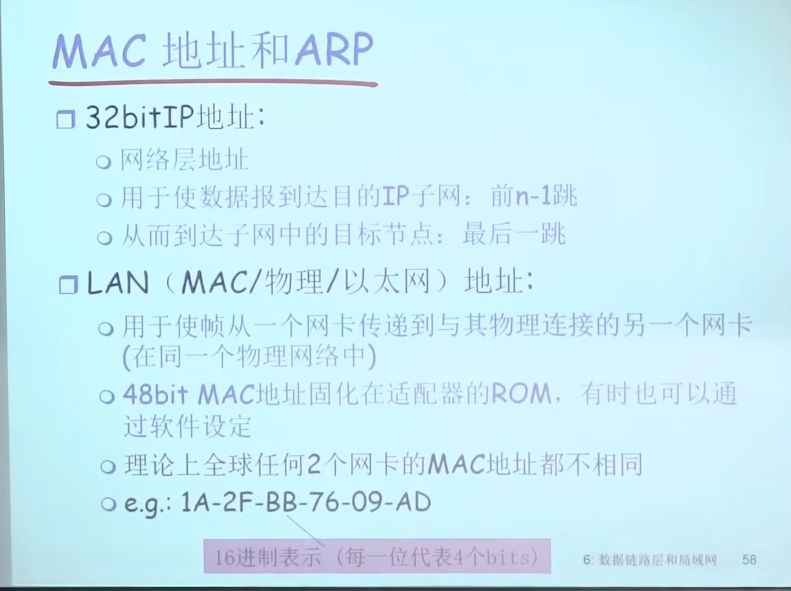 MAC 地址和ARP
32bitIP地址:
网络层地址
用于使数据报到达目的IP子网：前n-1跳
从而到达子网中的目标节点：最后一跳
LAN（MAC/物理/以太网）地址:
用于使帧从一个网卡传递到与其物理连接的另一个网卡
(在同一个物理网络中)
48bit MAC地址固化在适配器的ROM，有时也可以通
过软件设定
理论上全球任何2个网卡的MAC地址都不相同
e.g.: 1A-2F-BB-76-09-AD
16进制表示 (每一位代表4个bits)
6: 数据链路层和局域网 58